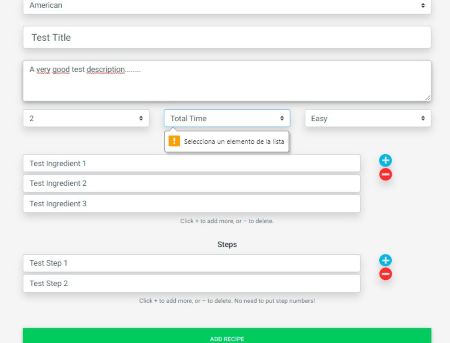 American
Test Title
A very good test description........
2
Total Time
Easy
! Selecciona un elemento de la lista
Test Ingredient 1
Test Ingredient 2
Test Ingredient 3
Click + to add more, or − to delete.
Steps
Test Step 1
Test Step 2
Click + to add more, or − to delete. No need to put step numbers!
ADD RECIPE